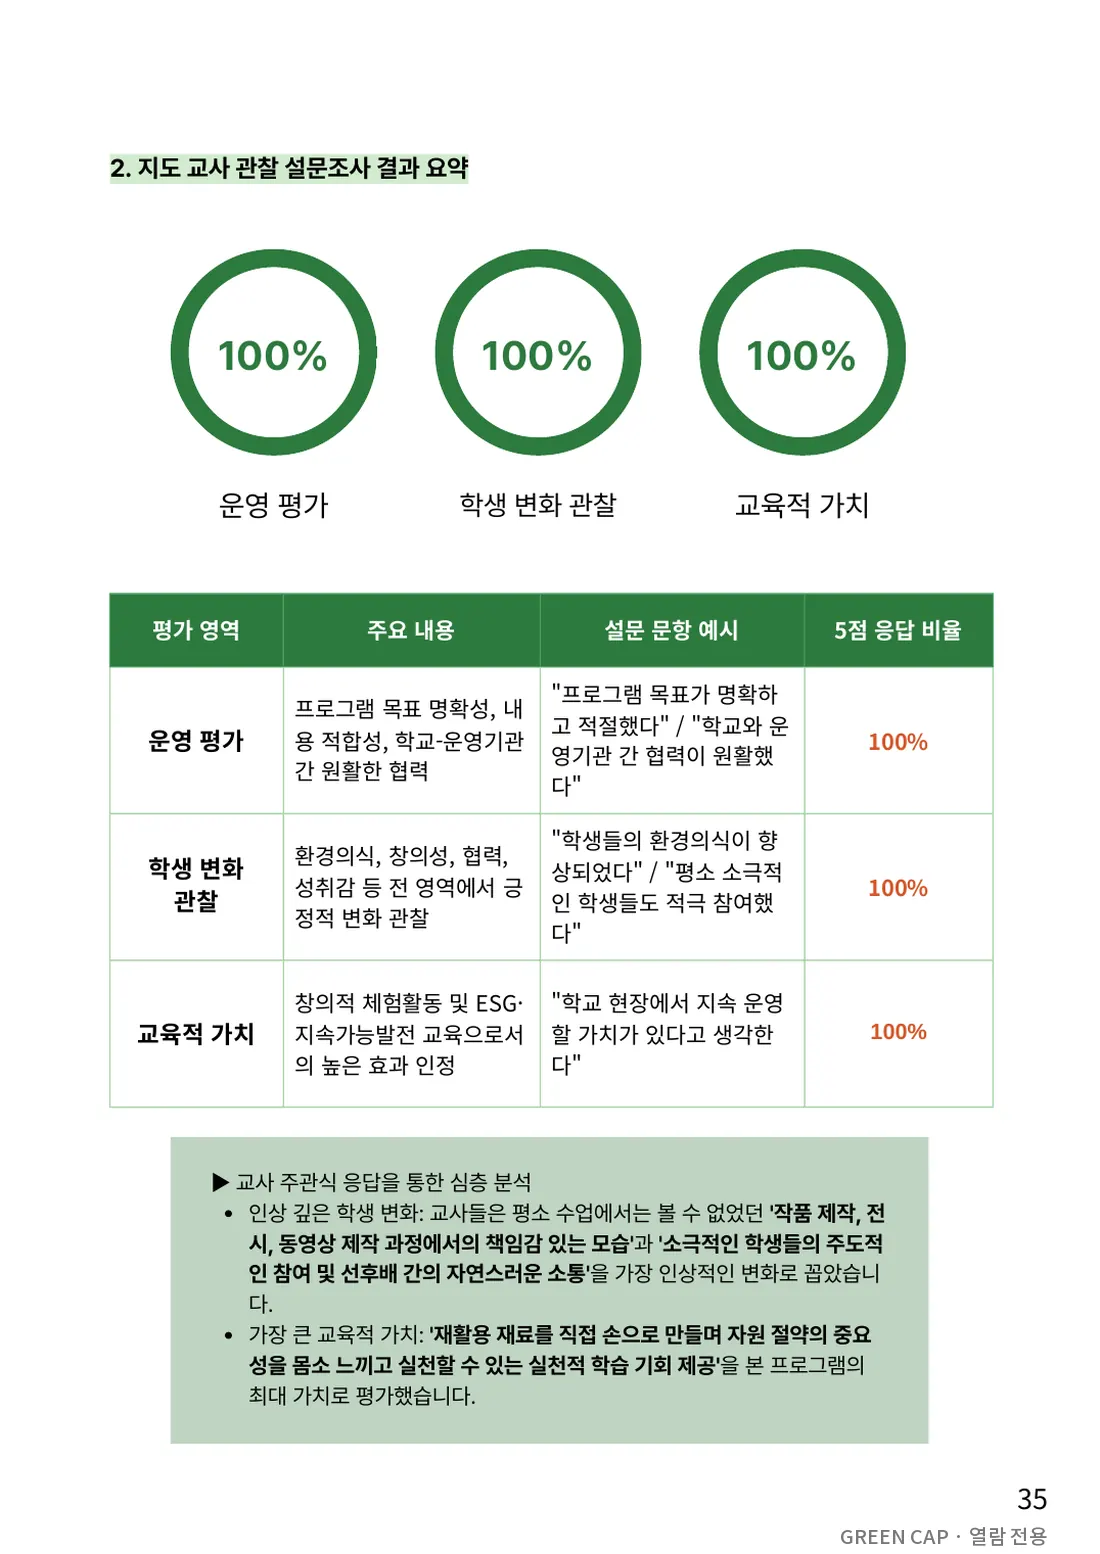 2. 지도 교사 관찰 설문조사 결과 요약
100%
100%
100%
운영 평가
학생 변화 관찰
교육적 가치
평가 영역
주요 내용
설문 문항 예시
5점 응답 비율
운영 평가
프로그램 목표 명확성, 내
용 적합성, 학교-운영기관
간 원활한 협력
"프로그램 목표가 명확하
고 적절했다" / "학교와 운
영기관 간 협력이 원활했
다"
100%
학생 변화
관찰
환경의식, 창의성, 협력,
성취감 등 전 영역에서 긍
정적 변화 관찰
"학생들의 환경의식이 향
상되었다" / "평소 소극적
인 학생들도 적극 참여했
다"
100%
교육적 가치
창의적 체험활동 및 ESG·
지속가능발전 교육으로서
의 높은 효과 인정
"학교 현장에서 지속 운영
할 가치가 있다고 생각한
다"
100%
▶ 교사 주관식 응답을 통한 심층 분석
• 인상 깊은 학생 변화: 교사들은 평소 수업에서는 볼 수 없었던 '작품 제작, 전
시, 동영상 제작 과정에서의 책임감 있는 모습'과 '소극적인 학생들의 주도적
인 참여 및 선후배 간의 자연스러운 소통'을 가장 인상적인 변화로 꼽았습니
다.
• 가장 큰 교육적 가치: '재활용 재료를 직접 손으로 만들며 자원 절약의 중요
성을 몸소 느끼고 실천할 수 있는 실천적 학습 기회 제공'을 본 프로그램의
최대 가치로 평가했습니다.
35
GREEN CAP · 열람 전용